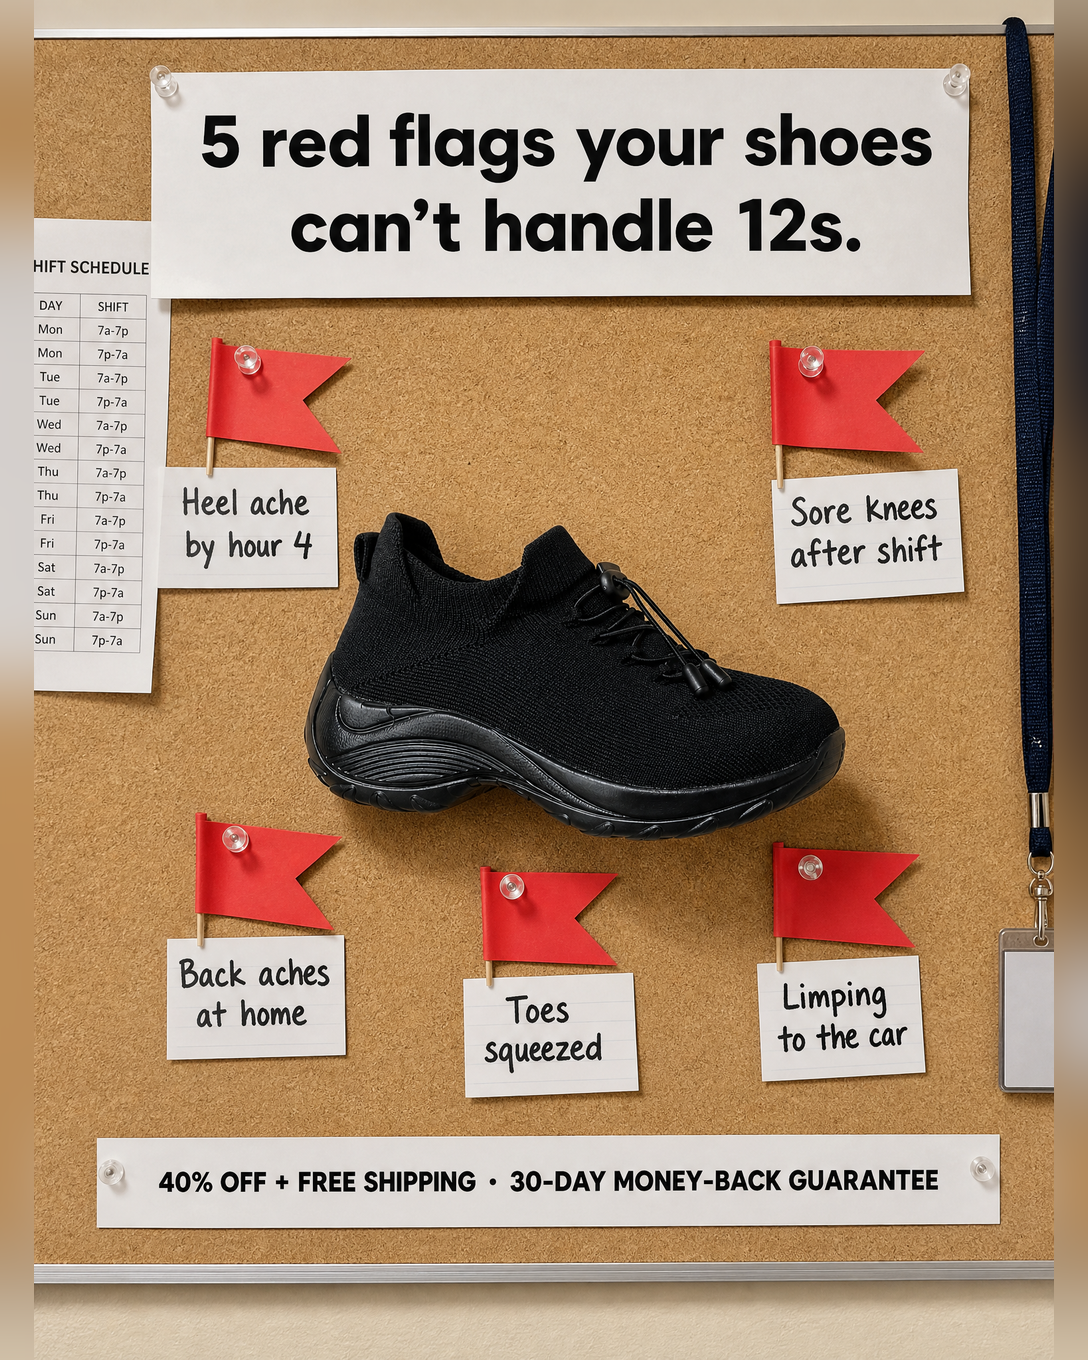 5 red flags your shoes
can't handle 12s.
HIFT SCHEDULE
DAY SHIFT
Mon 7a-7p
Mon 7p-7a
Tue 7a-7p
Tue 7p-7a
Wed 7a-7p
Wed 7p-7a
Thu 7a-7p
Thu 7p-7a
Fri 7a-7p
Fri 7p-7a
Sat 7a-7p
Sat 7p-7a
Sun 7a-7p
Sun 7p-7a
Heel ache
by hour 4
Sore knees
after shift
Back aches
at home
Toes
squeezed
Limping
to the car
40% OFF + FREE SHIPPING • 30-DAY MONEY-BACK GUARANTEE